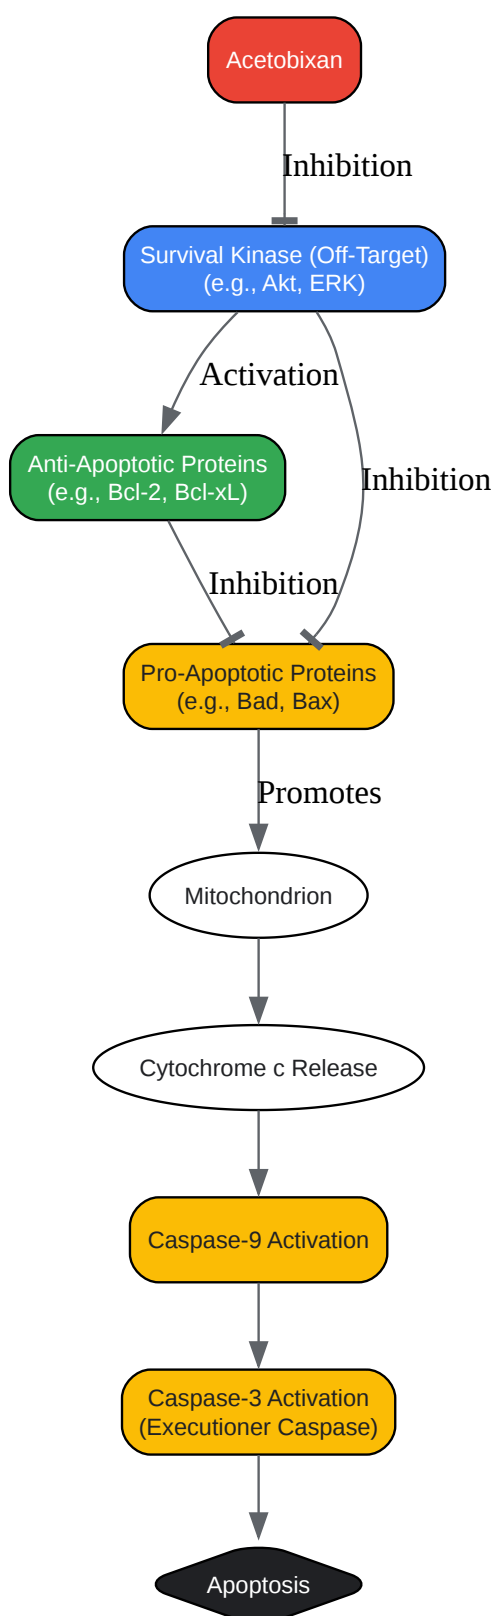 Acetobixan
Inhibition
Survival Kinase (Off-Target)
(e.g., Akt, ERK)
Activation
Anti-Apoptotic Proteins
(e.g., Bcl-2, Bcl-xL)
Inhibition
Inhibition
Pro-Apoptotic Proteins
(e.g., Bad, Bax)
Promotes
Mitochondrion
Cytochrome c Release
Caspase-9 Activation
Caspase-3 Activation
(Executioner Caspase)
Apoptosis